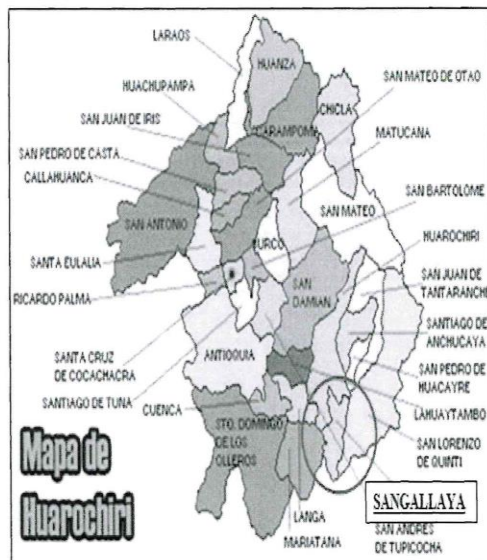 LARAOS
HUANZA
HUACHUPAMPA
SAN MATEO DE OTAO
CHICLA
SAN JUAN DE IRIS
CARAMPOMA
MATUCANA
SAN PEDRO DE CASTA
CALLAHUANCA
SAN BARTOLOME
SAN MATEO
SAN ANTONIO
SURCO
HUAROCHIRI
SANTA EULALIA
SAN JUAN DE
TANTARANCHE
RICARDO PALMA
SAN
DAMIAN
SANTIAGO DE
ANCHUCAYA
SANTA CRUZ
DE COCACHACRA
ANTIOQUIA
SAN PEDRO DE
HUACAYRE
SANTIAGO DE TUNA
LAHUAYTAMBO
CUENCA
STO. DOMINGO
DE LOS
OLLEROS
SAN LORENZO
DE QUINTI
Mapa de
Huarochiri
SANGALLAYA
LANGA
MARIATANA
SAN ANDRES
DE TUPICOCHA